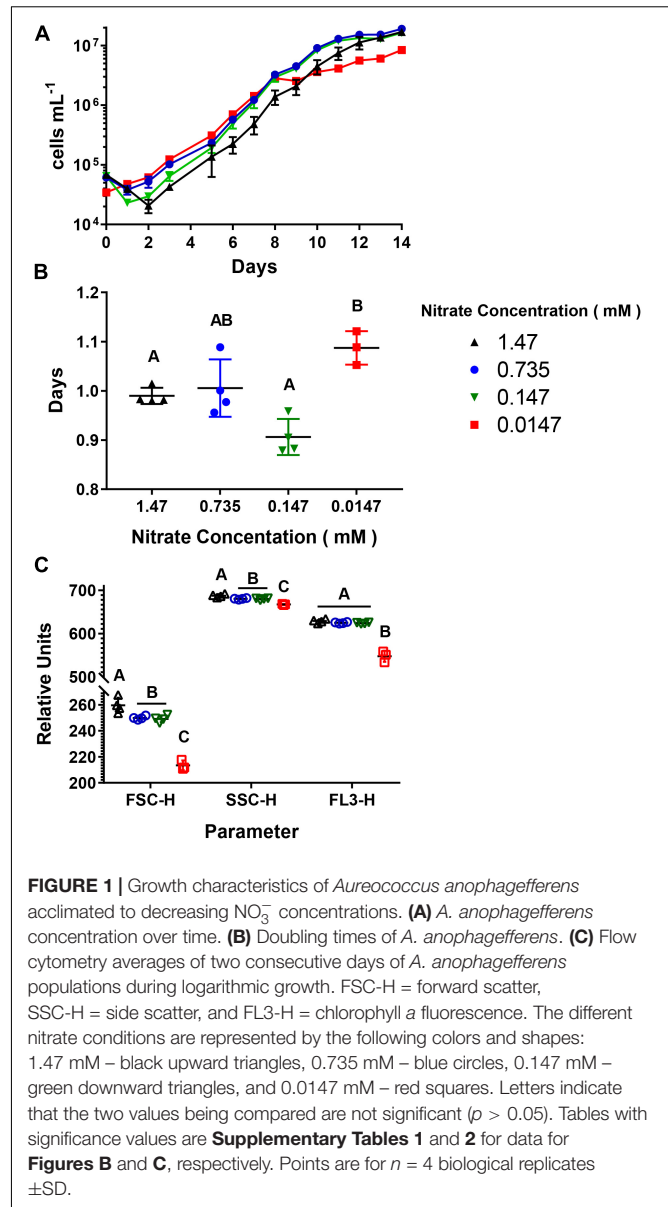 A
10⁷
10⁶
10⁵
10⁴
cells mL⁻¹
0 2 4 6 8 10 12 14
Days
B
1.2
1.1
1.0
0.9
0.8
Days
A AB A B
1.47 0.735 0.147 0.0147
Nitrate Concentation ( mM )
Nitrate Concentration ( mM )
1.47
0.735
0.147
0.0147
C
700
600
500
260
240
220
200
Relative Units
A B C
A B C
A B
FSC-H SSC-H FL3-H
Parameter
FIGURE 1 | Growth characteristics of Aureococcus anophagefferens
acclimated to decreasing NO₃⁻ concentrations. (A) A. anophagefferens
concentration over time. (B) Doubling times of A. anophagefferens. (C) Flow
cytometry averages of two consecutive days of A. anophagefferens
populations during logarithmic growth. FSC-H = forward scatter,
SSC-H = side scatter, and FL3-H = chlorophyll a fluorescence. The different
nitrate conditions are represented by the following colors and shapes:
1.47 mM – black upward triangles, 0.735 mM – blue circles, 0.147 mM –
green downward triangles, and 0.0147 mM – red squares. Letters indicate
that the two values being compared are not significant (p > 0.05). Tables with
significance values are Supplementary Tables 1 and 2 for data for
Figures B and C, respectively. Points are for n = 4 biological replicates
±SD.